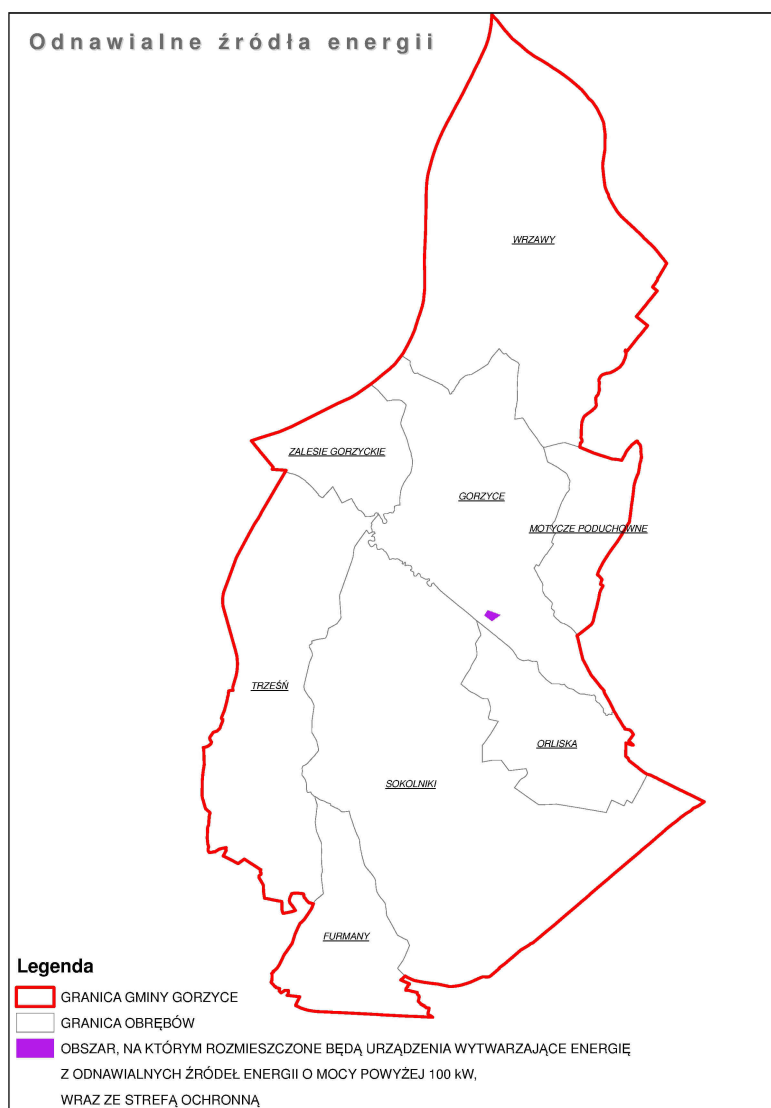 Odnawialne źródła energii
WRZAWY
ZALESIE GORZYCKIE
GORZYCE
MOTYCZE PODUCHOWNE
TRZEŚŃ
ORLISKA
SOKOLNIKI
FURMANY
Legenda
GRANICA GMINY GORZYCE
GRANICA OBRĘBÓW
OBSZAR, NA KTÓRYM ROZMIESZCZONE BĘDĄ URZĄDZENIA WYTWARZAJĄCE ENERGIĘ
Z ODNAWIALNYCH ŹRÓDEŁ ENERGII O MOCY POWYŻEJ 100 kW,
WRAZ ZE STREFĄ OCHRONNĄ